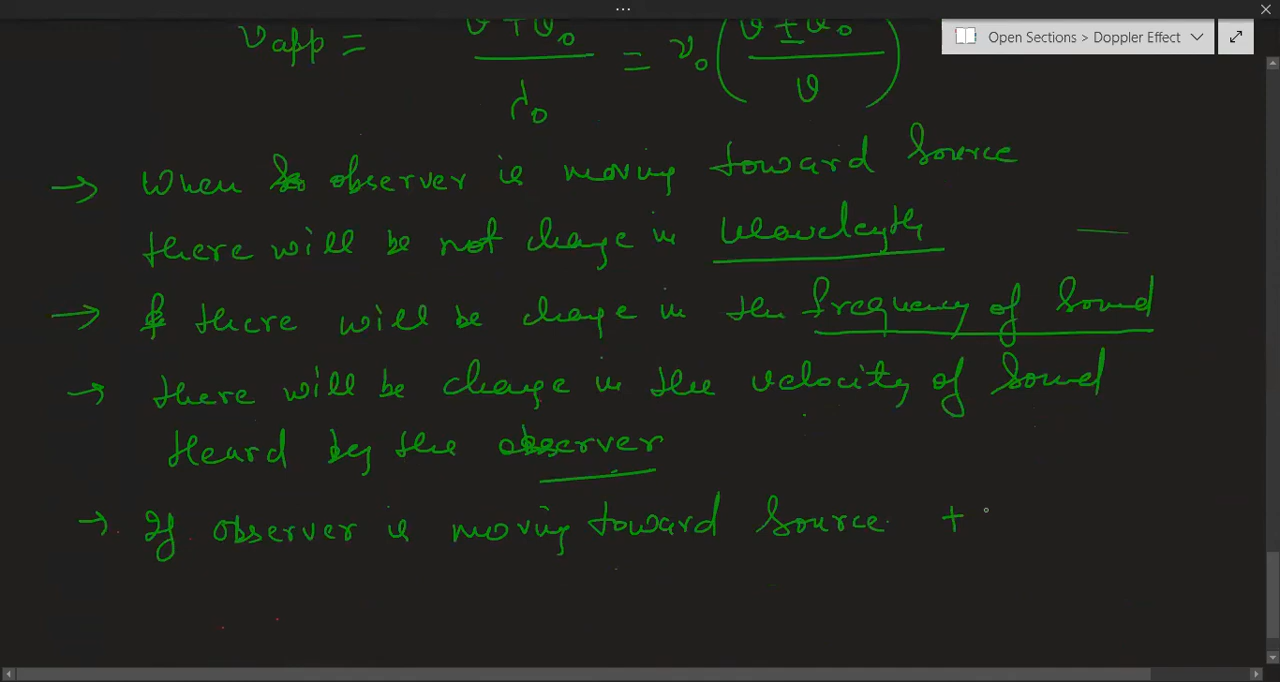 Open Sections > Doppler Effect
νapp = (v + v₀)/λ₀ = ν₀((v ± v₀)/v)
→ When observer is moving toward source
there will be not change in wavelength
→ there will be change in the frequency of sound
→ there will be change in the velocity of sound
Heard by the observer
→ If observer is moving toward source +